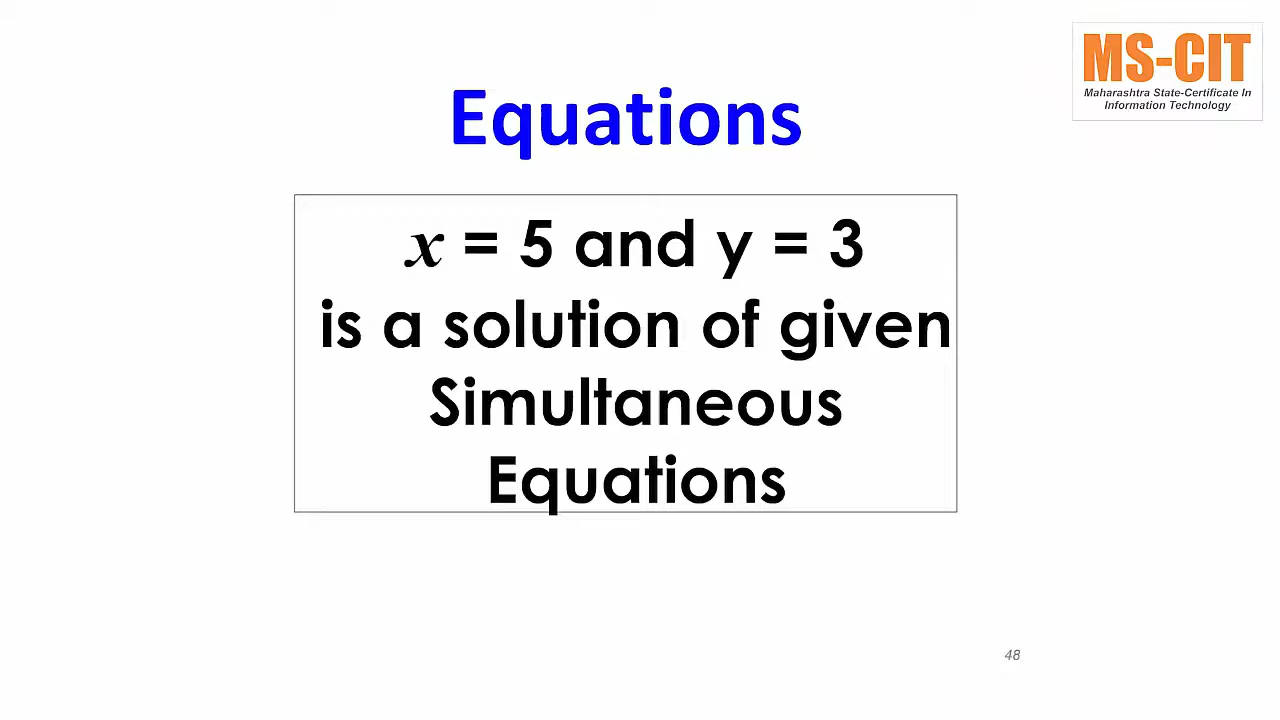 MS-CIT
Maharashtra State-Certificate In
Information Technology
Equations
x = 5 and y = 3
is a solution of given
Simultaneous
Equations
48